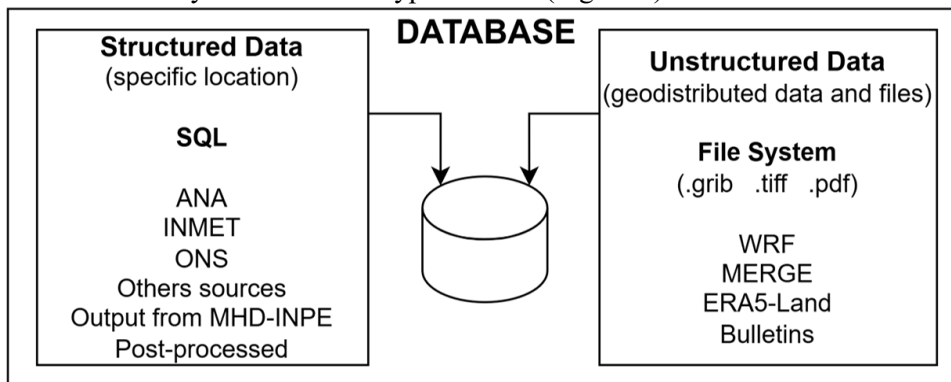 DATABASE
Structured Data
(specific location)
SQL
ANA
INMET
ONS
Others sources
Output from MHD-INPE
Post-processed
Unstructured Data
(geodistributed data and files)
File System
(.grib .tiff .pdf)
WRF
MERGE
ERA5-Land
Bulletins